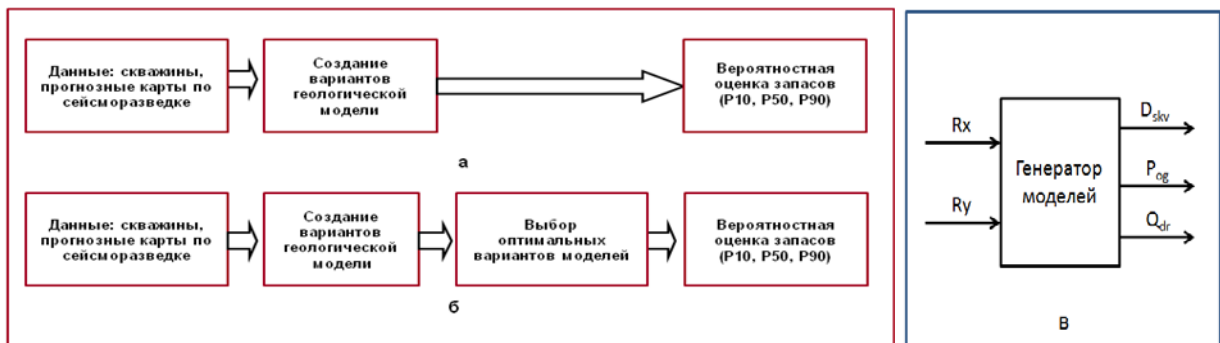 Данные: скважины,
прогнозные карты по
сейсморазведке
Создание
вариантов
геологической
модели
Вероятностная
оценка запасов
(P10, P50, P90)
а
Данные: скважины,
прогнозные карты по
сейсморазведке
Создание
вариантов
геологической
модели
Выбор
оптимальных
вариантов моделей
Вероятностная
оценка запасов
(P10, P50, P90)
б
Rx
Ry
Генератор
моделей
Dskv
Pog
Qdr
В